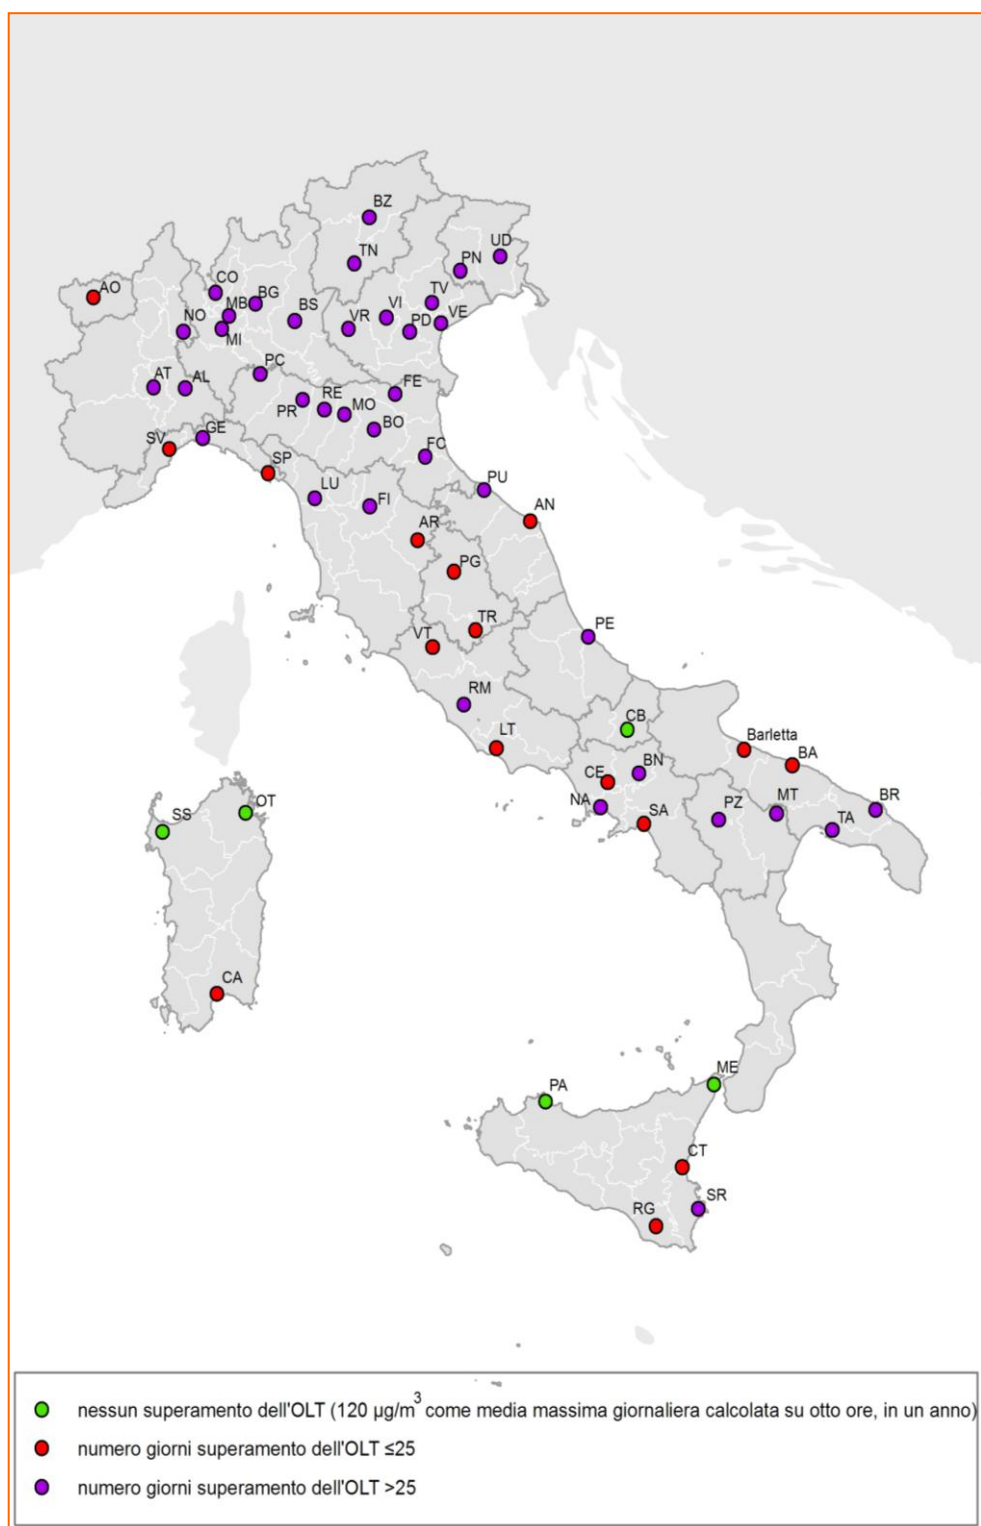 BZ
TN
UD
PN
AO
CO
MB
BG
BS
NO
MI
VR
VI
TV
PD
VE
AT
AL
PC
PR
RE
MO
FE
BO
FC
SV
GE
SP
LU
FI
PU
AN
AR
PG
TR
VT
PE
RM
LT
CB
Barletta
BA
CE
BN
NA
SA
PZ
MT
TA
BR
SS
OT
CA
PA
ME
CT
SR
RG
nessun superamento dell'OLT (120 µg/m³ come media massima giornaliera calcolata su otto ore, in un anno)
numero giorni superamento dell'OLT ≤25
numero giorni superamento dell'OLT >25